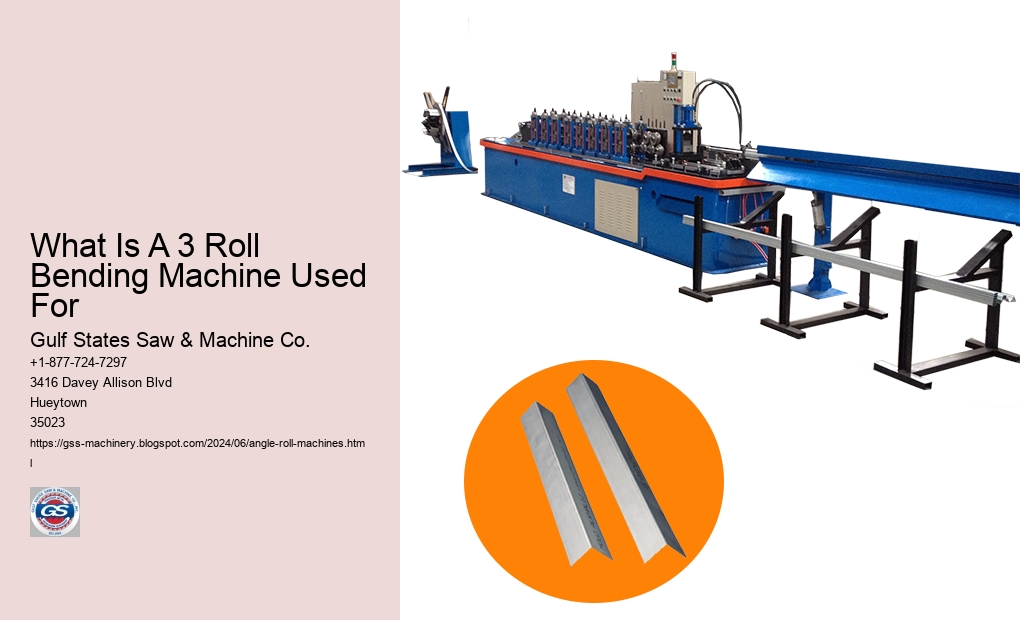 What Is A 3 Roll
Bending Machine Used
For
Gulf States Saw & Machine Co.
+1-877-724-7297
3416 Davey Allison Blvd
Hueytown
35023
https://gss-machinery.blogspot.com/2024/06/angle-roll-machines.htm
l
GS